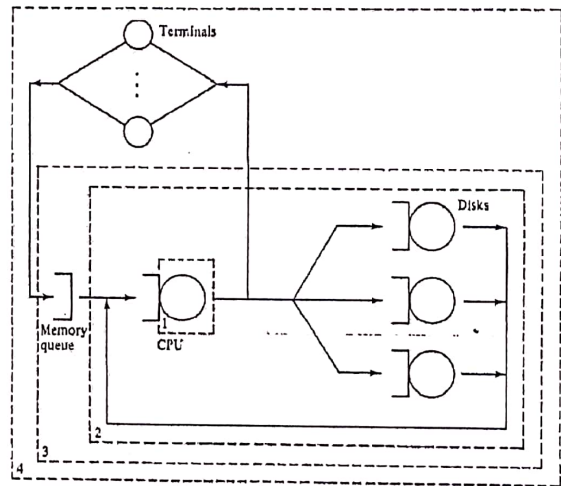 Terminals
Disks
Memory
queue
1
CPU
2
3
4